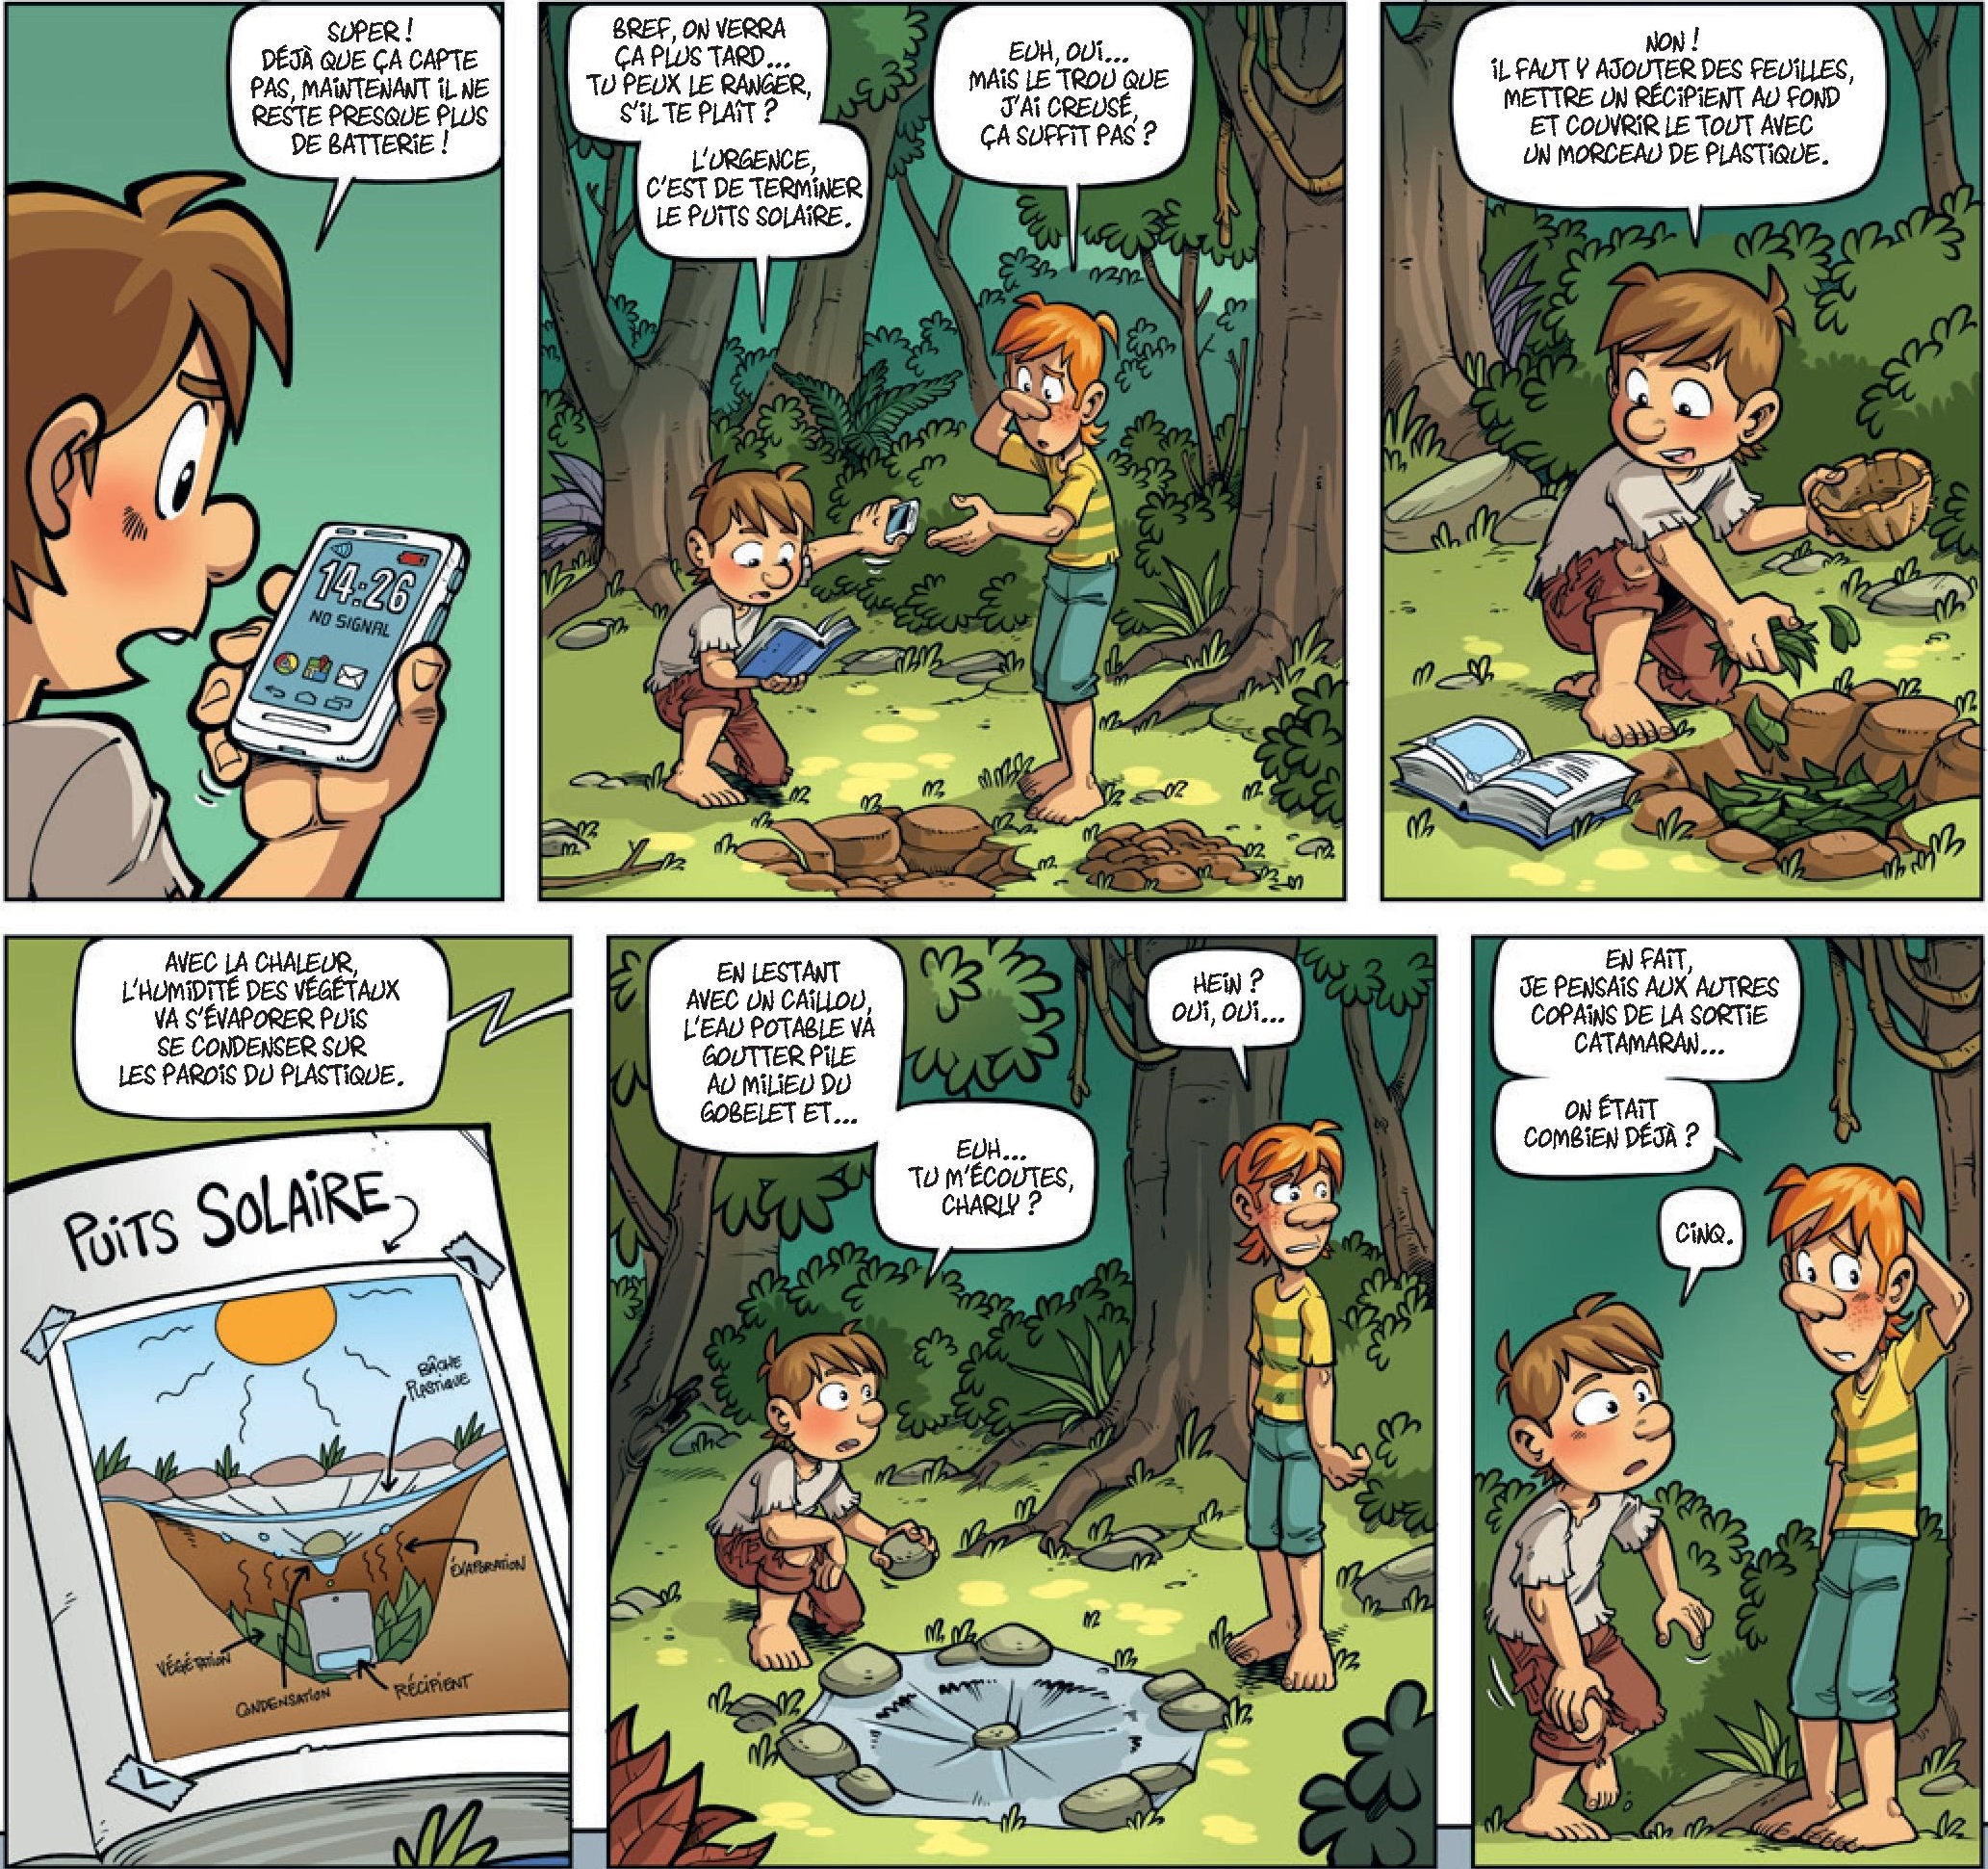 SUPER !
DÉJÀ QUE ÇA CAPTE
PAS, MAINTENANT IL NE
RESTE PRESQUE PLUS
DE BATTERIE !
14:26
NO SIGNAL
BREF, ON VERRA
ÇA PLUS TARD...
TU PEUX LE RANGER,
S'IL TE PLAÎT ?
L'URGENCE,
C'EST DE TERMINER
LE PUITS SOLAIRE.
EUH, OUI...
MAIS LE TROU QUE
J'AI CREUSÉ,
ÇA SUFFIT PAS ?
NON !
IL FAUT Y AJOUTER DES FEUILLES,
METTRE UN RÉCIPIENT AU FOND
ET COUVRIR LE TOUT AVEC
UN MORCEAU DE PLASTIQUE.
AVEC LA CHALEUR,
L'HUMIDITÉ DES VÉGÉTAUX
VA S'ÉVAPORER PUIS
SE CONDENSER SUR
LES PAROIS DU PLASTIQUE.
PUITS SOLAIRE
BÂCHE
PLASTIQUE
ÉVAPORATION
VÉGÉTATION
CONDENSATION
RÉCIPIENT
EN LESTANT
AVEC UN CAILLOU,
L'EAU POTABLE VA
GOUTTER PILE
AU MILIEU DU
GOBELET ET...
EUH...
TU M'ÉCOUTES,
CHARLY ?
HEIN ?
OUI, OUI...
EN FAIT,
JE PENSAIS AUX AUTRES
COPAINS DE LA SORTIE
CATAMARAN...
ON ÉTAIT
COMBIEN DÉJÀ ?
CINQ.